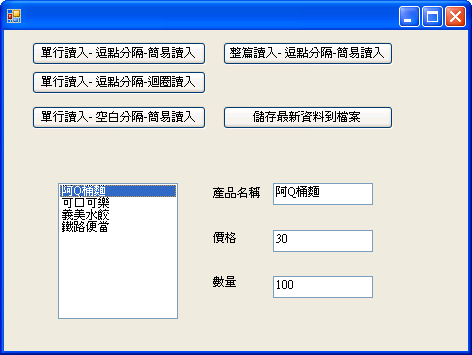 單行讀入- 逗點分隔-簡易讀入
整篇讀入- 逗點分隔-簡易讀入
單行讀入- 逗點分隔-迴圈讀入
單行讀入- 空白分隔-簡易讀入
儲存最新資料到檔案
阿Q桶麵
可口可樂
義美水餃
鐵路便當
產品名稱
阿Q桶麵
價格
30
數量
100